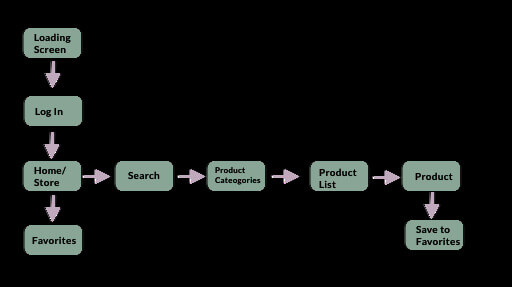 Loading
Screen
Log In
Home/
Store
Search
Product
Cateogories
Product
List
Product
Favorites
Save to
Favorites